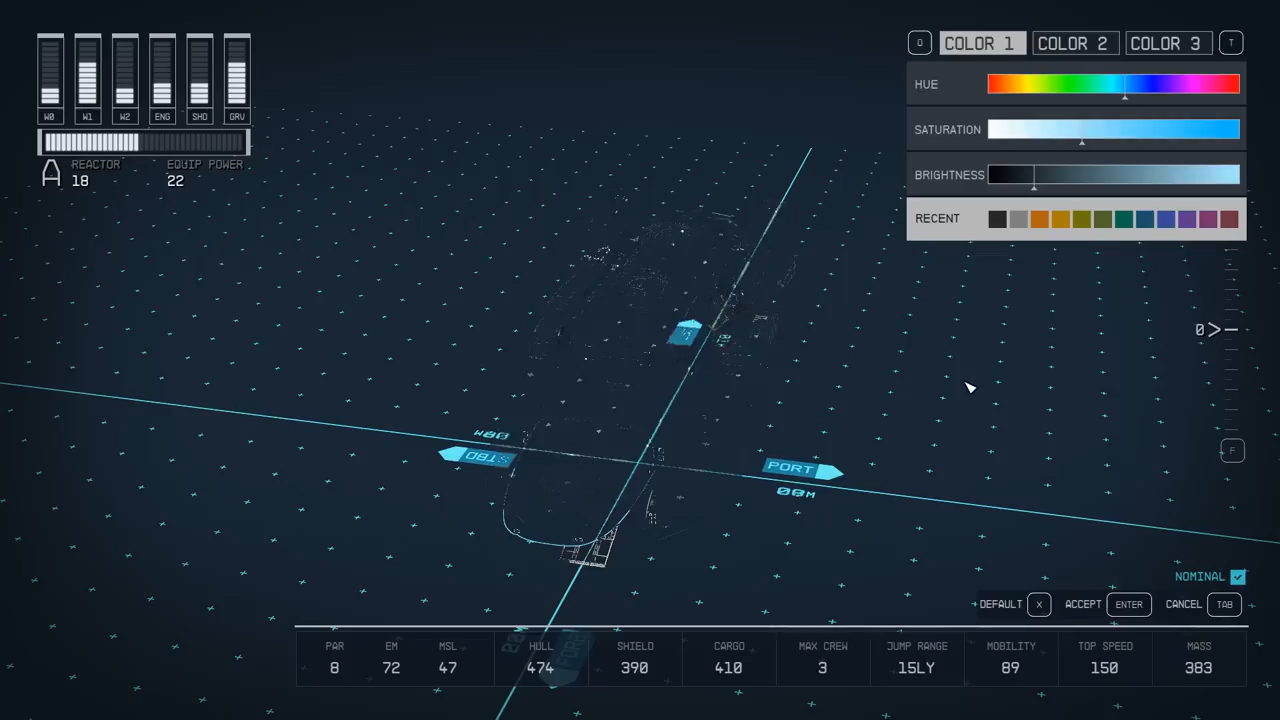 W0 W1 W2 ENG SHD GRV
A REACTOR EQUIP POWER
18 22
Q COLOR 1 COLOR 2 COLOR 3 T
HUE
SATURATION
BRIGHTNESS
RECENT
0
STBD
PORT
00M
F
NOMINAL
DEFAULT X ACCEPT ENTER CANCEL TAB
PAR EM MSL HULL SHIELD CARGO MAX CREW JUMP RANGE MOBILITY TOP SPEED MASS
8 72 47 474 390 410 3 15LY 89 150 383